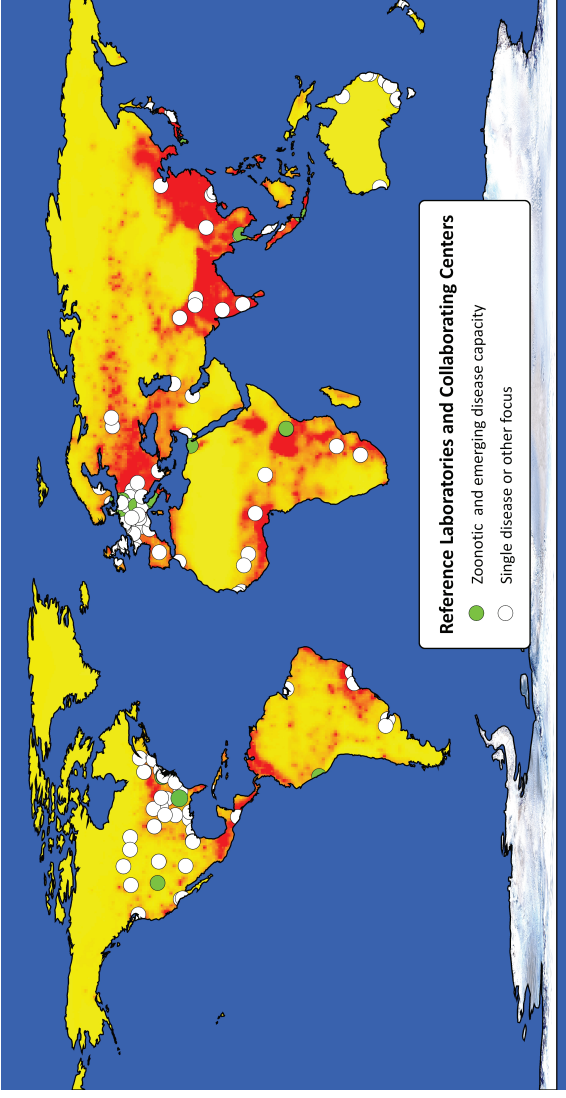 Reference Laboratories and Collaborating Centers
Zoonotic and emerging disease capacity
Single disease or other focus